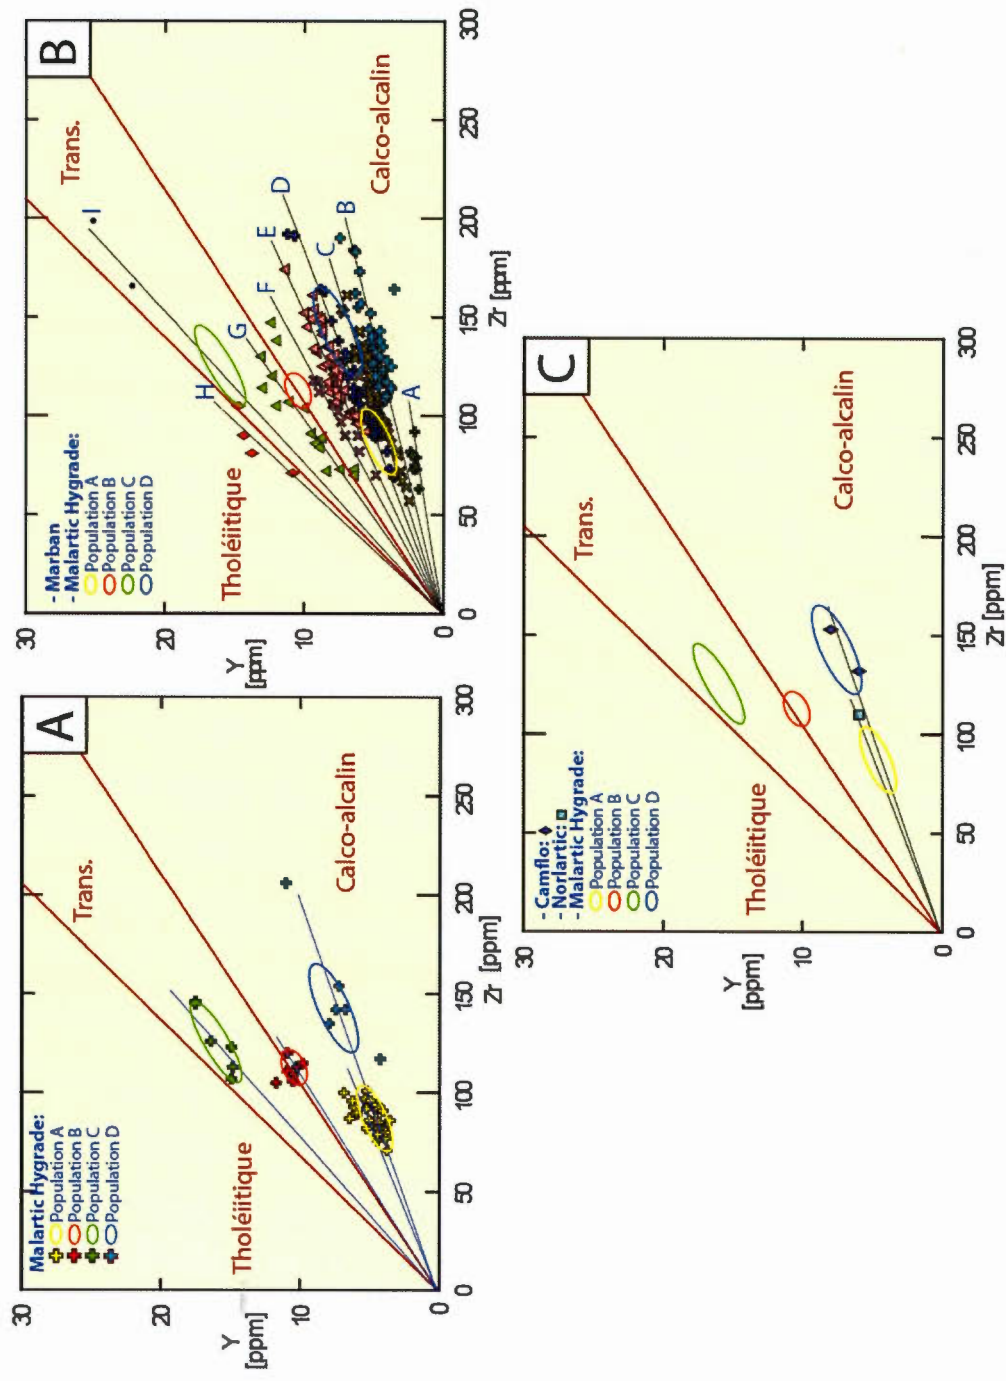 A
Malartic Hygrade:
Population A
Population B
Population C
Population D
Trans.
Tholéiitique
Calco-alcalin
Y
[ppm]
30
20
10
0
0
50
100
150
200
250
300
Zr [ppm]
B
- Marban
- Malartic Hygrade:
Population A
Population B
Population C
Population D
Trans.
Tholéiitique
Calco-alcalin
I
H
G
F
E
D
C
B
A
Y
[ppm]
30
20
10
0
0
50
100
150
200
250
300
Zr [ppm]
C
- Camflo:
- Norlartic:
- Malartic Hygrade:
Population A
Population B
Population C
Population D
Trans.
Tholéiitique
Calco-alcalin
Y
[ppm]
30
20
10
0
0
50
100
150
200
250
300
Zr [ppm]